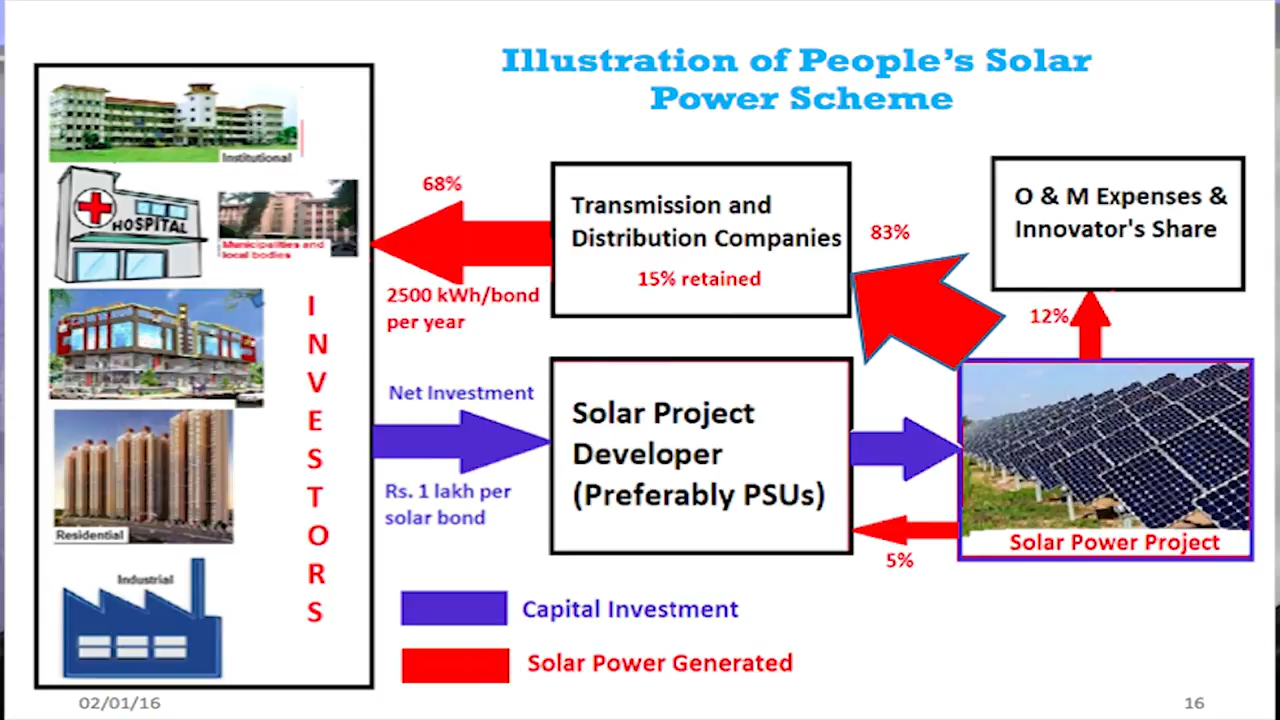 Illustration of People's Solar
Power Scheme
Institutional
HOSPITAL
Municipalities and
local bodies
Residential
Industrial
INVESTORS
68%
2500 kWh/bond
per year
Net Investment
Rs. 1 lakh per
solar bond
Transmission and
Distribution Companies
15% retained
83%
O & M Expenses &
Innovator's Share
12%
Solar Project
Developer
(Preferably PSUs)
5%
Solar Power Project
Capital Investment
Solar Power Generated
02/01/16
16